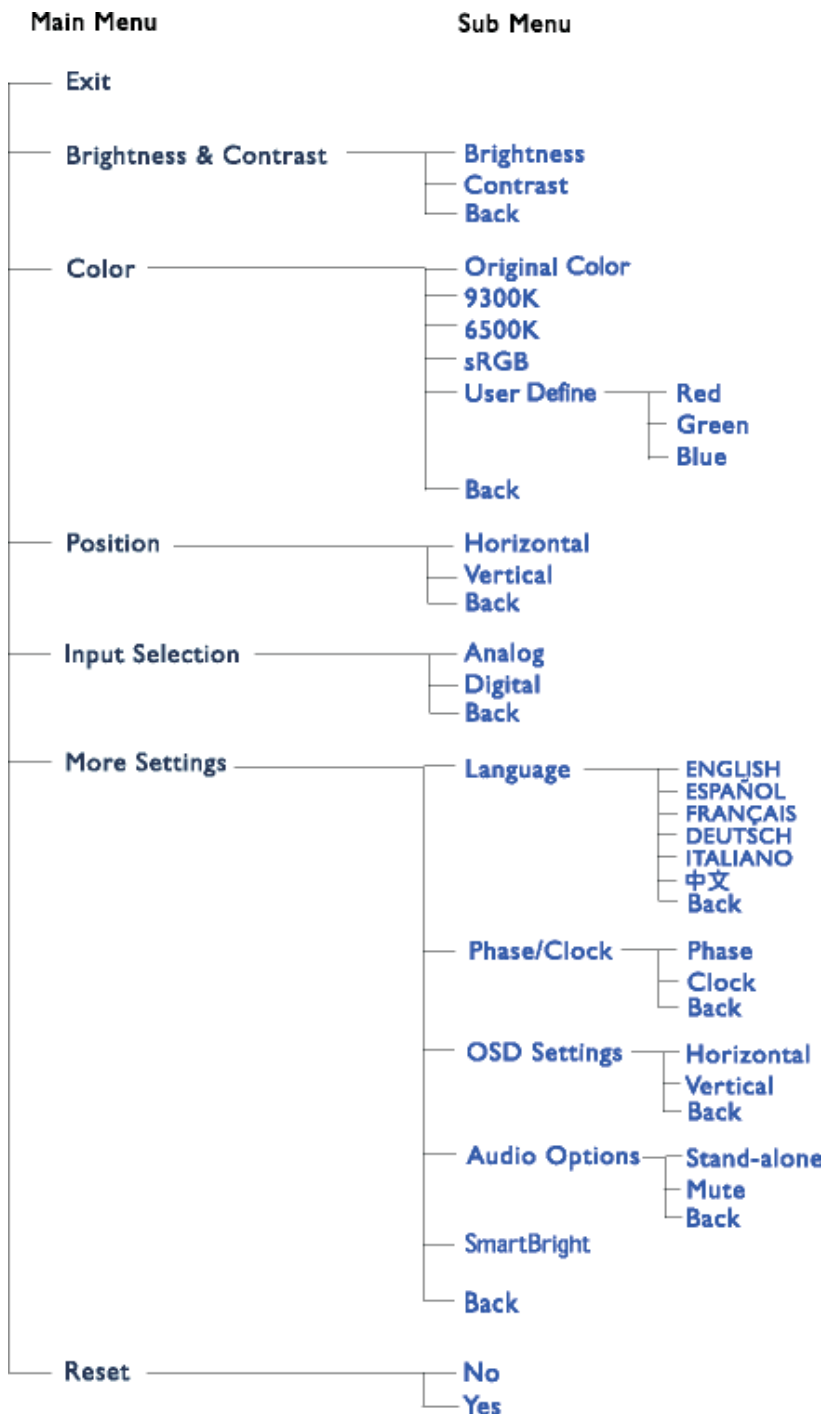 Main Menu Sub Menu
Exit
Brightness & Contrast Brightness
Contrast
Back
Color Original Color
9300K
6500K
sRGB
User Define Red
Green
Blue
Back
Position Horizontal
Vertical
Back
Input Selection Analog
Digital
Back
More Settings Language ENGLISH
ESPAÑOL
FRANÇAIS
DEUTSCH
ITALIANO
中文
Back
Phase/Clock Phase
Clock
Back
OSD Settings Horizontal
Vertical
Back
Audio Options Stand-alone
Mute
Back
SmartBright
Back
Reset No
Yes